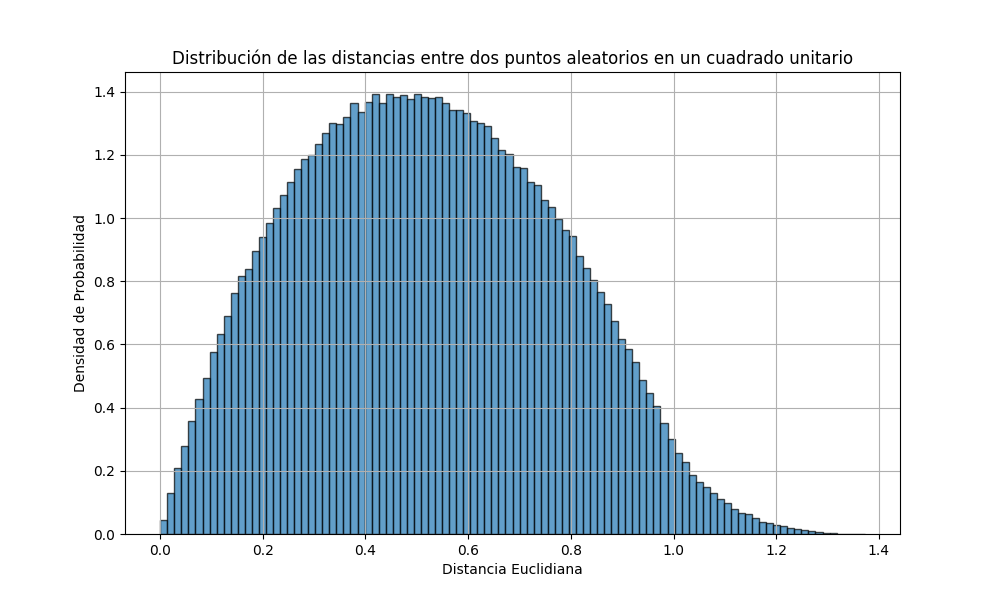 Distribución de las distancias entre dos puntos aleatorios en un cuadrado unitario
1.4
1.2
1.0
0.8
0.6
0.4
0.2
0.0
Densidad de Probabilidad
0.0 0.2 0.4 0.6 0.8 1.0 1.2 1.4
Distancia Euclidiana